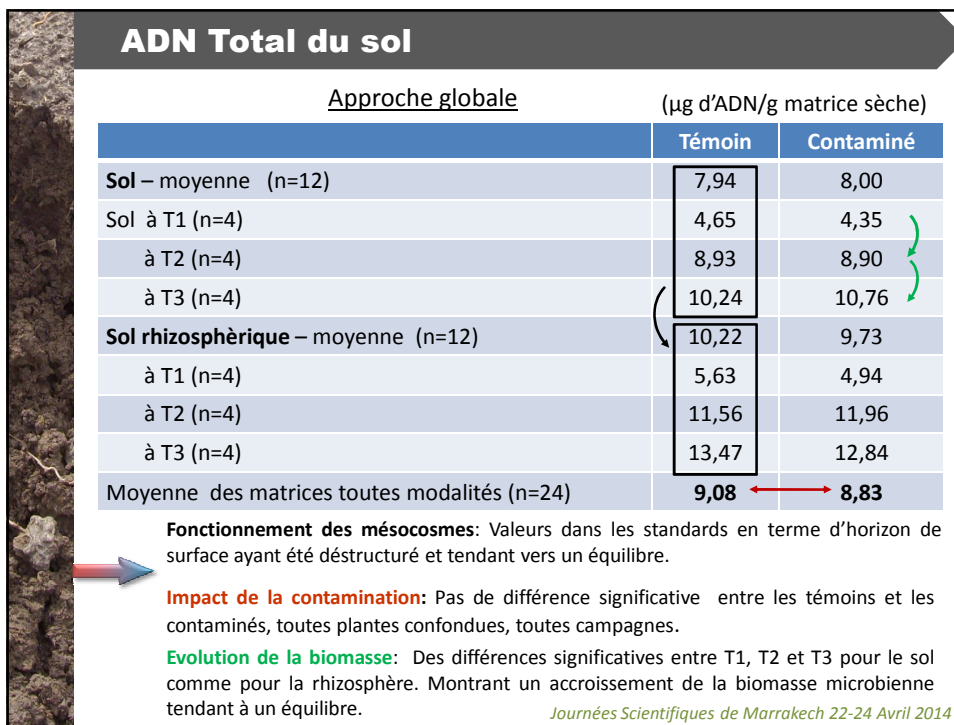 ADN Total du sol
Approche globale (µg d'ADN/g matrice sèche)
Témoin Contaminé
Sol – moyenne (n=12) 7,94 8,00
Sol à T1 (n=4) 4,65 4,35
à T2 (n=4) 8,93 8,90
à T3 (n=4) 10,24 10,76
Sol rhizosphèrique – moyenne (n=12) 10,22 9,73
à T1 (n=4) 5,63 4,94
à T2 (n=4) 11,56 11,96
à T3 (n=4) 13,47 12,84
Moyenne des matrices toutes modalités (n=24) 9,08 8,83
Fonctionnement des mésocosmes: Valeurs dans les standards en terme d'horizon de
surface ayant été déstructuré et tendant vers un équilibre.
Impact de la contamination: Pas de différence significative entre les témoins et les
contaminés, toutes plantes confondues, toutes campagnes.
Evolution de la biomasse: Des différences significatives entre T1, T2 et T3 pour le sol
comme pour la rhizosphère. Montrant un accroissement de la biomasse microbienne
tendant à un équilibre.
Journées Scientifiques de Marrakech 22-24 Avril 2014